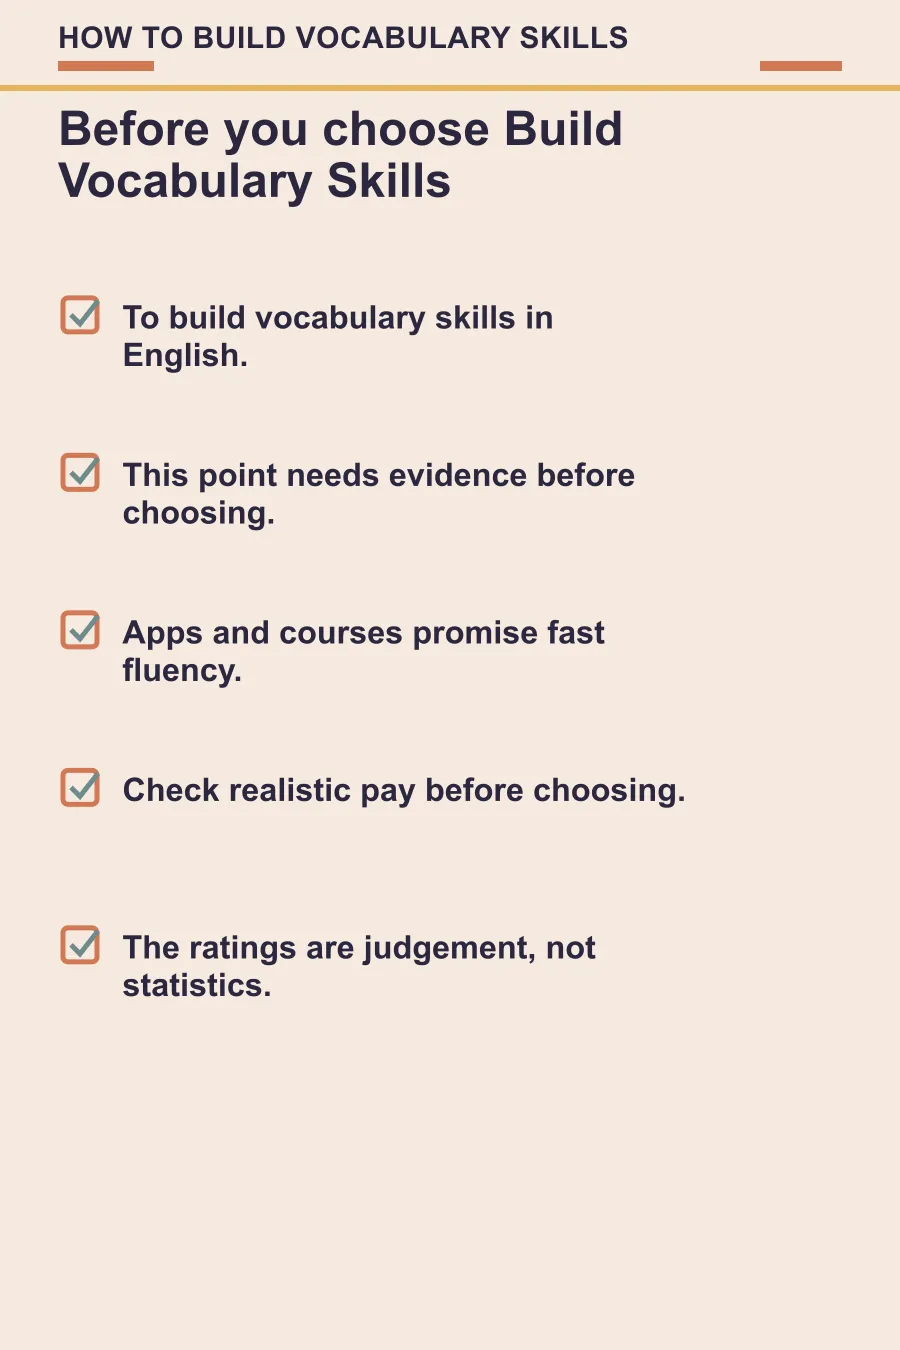 HOW TO BUILD VOCABULARY SKILLS
Before you choose Build
Vocabulary Skills
To build vocabulary skills in
English.
This point needs evidence before
choosing.
Apps and courses promise fast
fluency.
Check realistic pay before choosing.
The ratings are judgement, not
statistics.